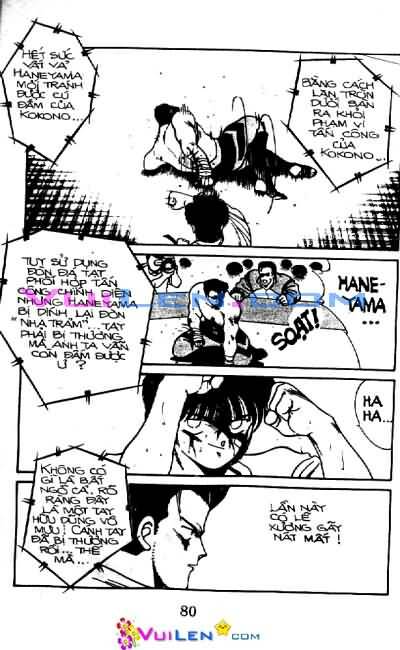 HẾT SỨC
VẤT VẢ
HANEYAMA
MỚI TRÁNH
ĐƯỢC CÚ
ĐẤM CỦA
KOKONO...
BẰNG CÁCH
LĂN TRÒN
DƯỚI SÀN
RA KHỎI
PHẠM VI
TẤN CÔNG
CỦA
KOKONO...
TUY SỬ DỤNG
ĐÒN ĐÁ TẠT
PHỐI HỢP TẤN
CÔNG CHÍNH DIỆN
NHƯNG HANEYAMA
BỊ DÍNH LẠI ĐÒN
"NHA TRẢM"... TAY
PHẢI BỊ THƯƠNG
MÀ ANH TA VẪN
CÒN ĐẤM ĐƯỢC
Ư ?
HANE-
YAMA
...
SOẠT!
VUILEN.COM
HA
HA...
KHÔNG CÓ
GÌ LÀ BẤT
NGỜ CẢ, RÕ
RÀNG ĐÂY
LÀ MỘT TAY
HỮU DŨNG VÔ
MƯU! CÁNH TAY
ĐÃ BỊ THƯƠNG
RỒI... THẾ
MÀ...
LẦN NÀY
CÓ LẼ
XƯƠNG GÃY
NÁT MẤT!
80
VUILEN.COM